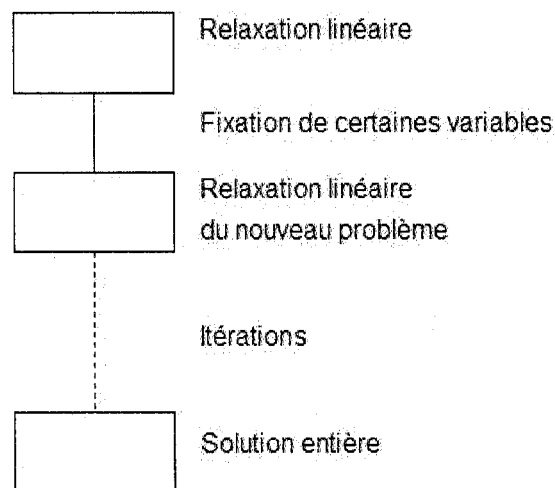 Relaxation linéaire
Fixation de certaines variables
Relaxation linéaire
du nouveau problème
Itérations
Solution entière